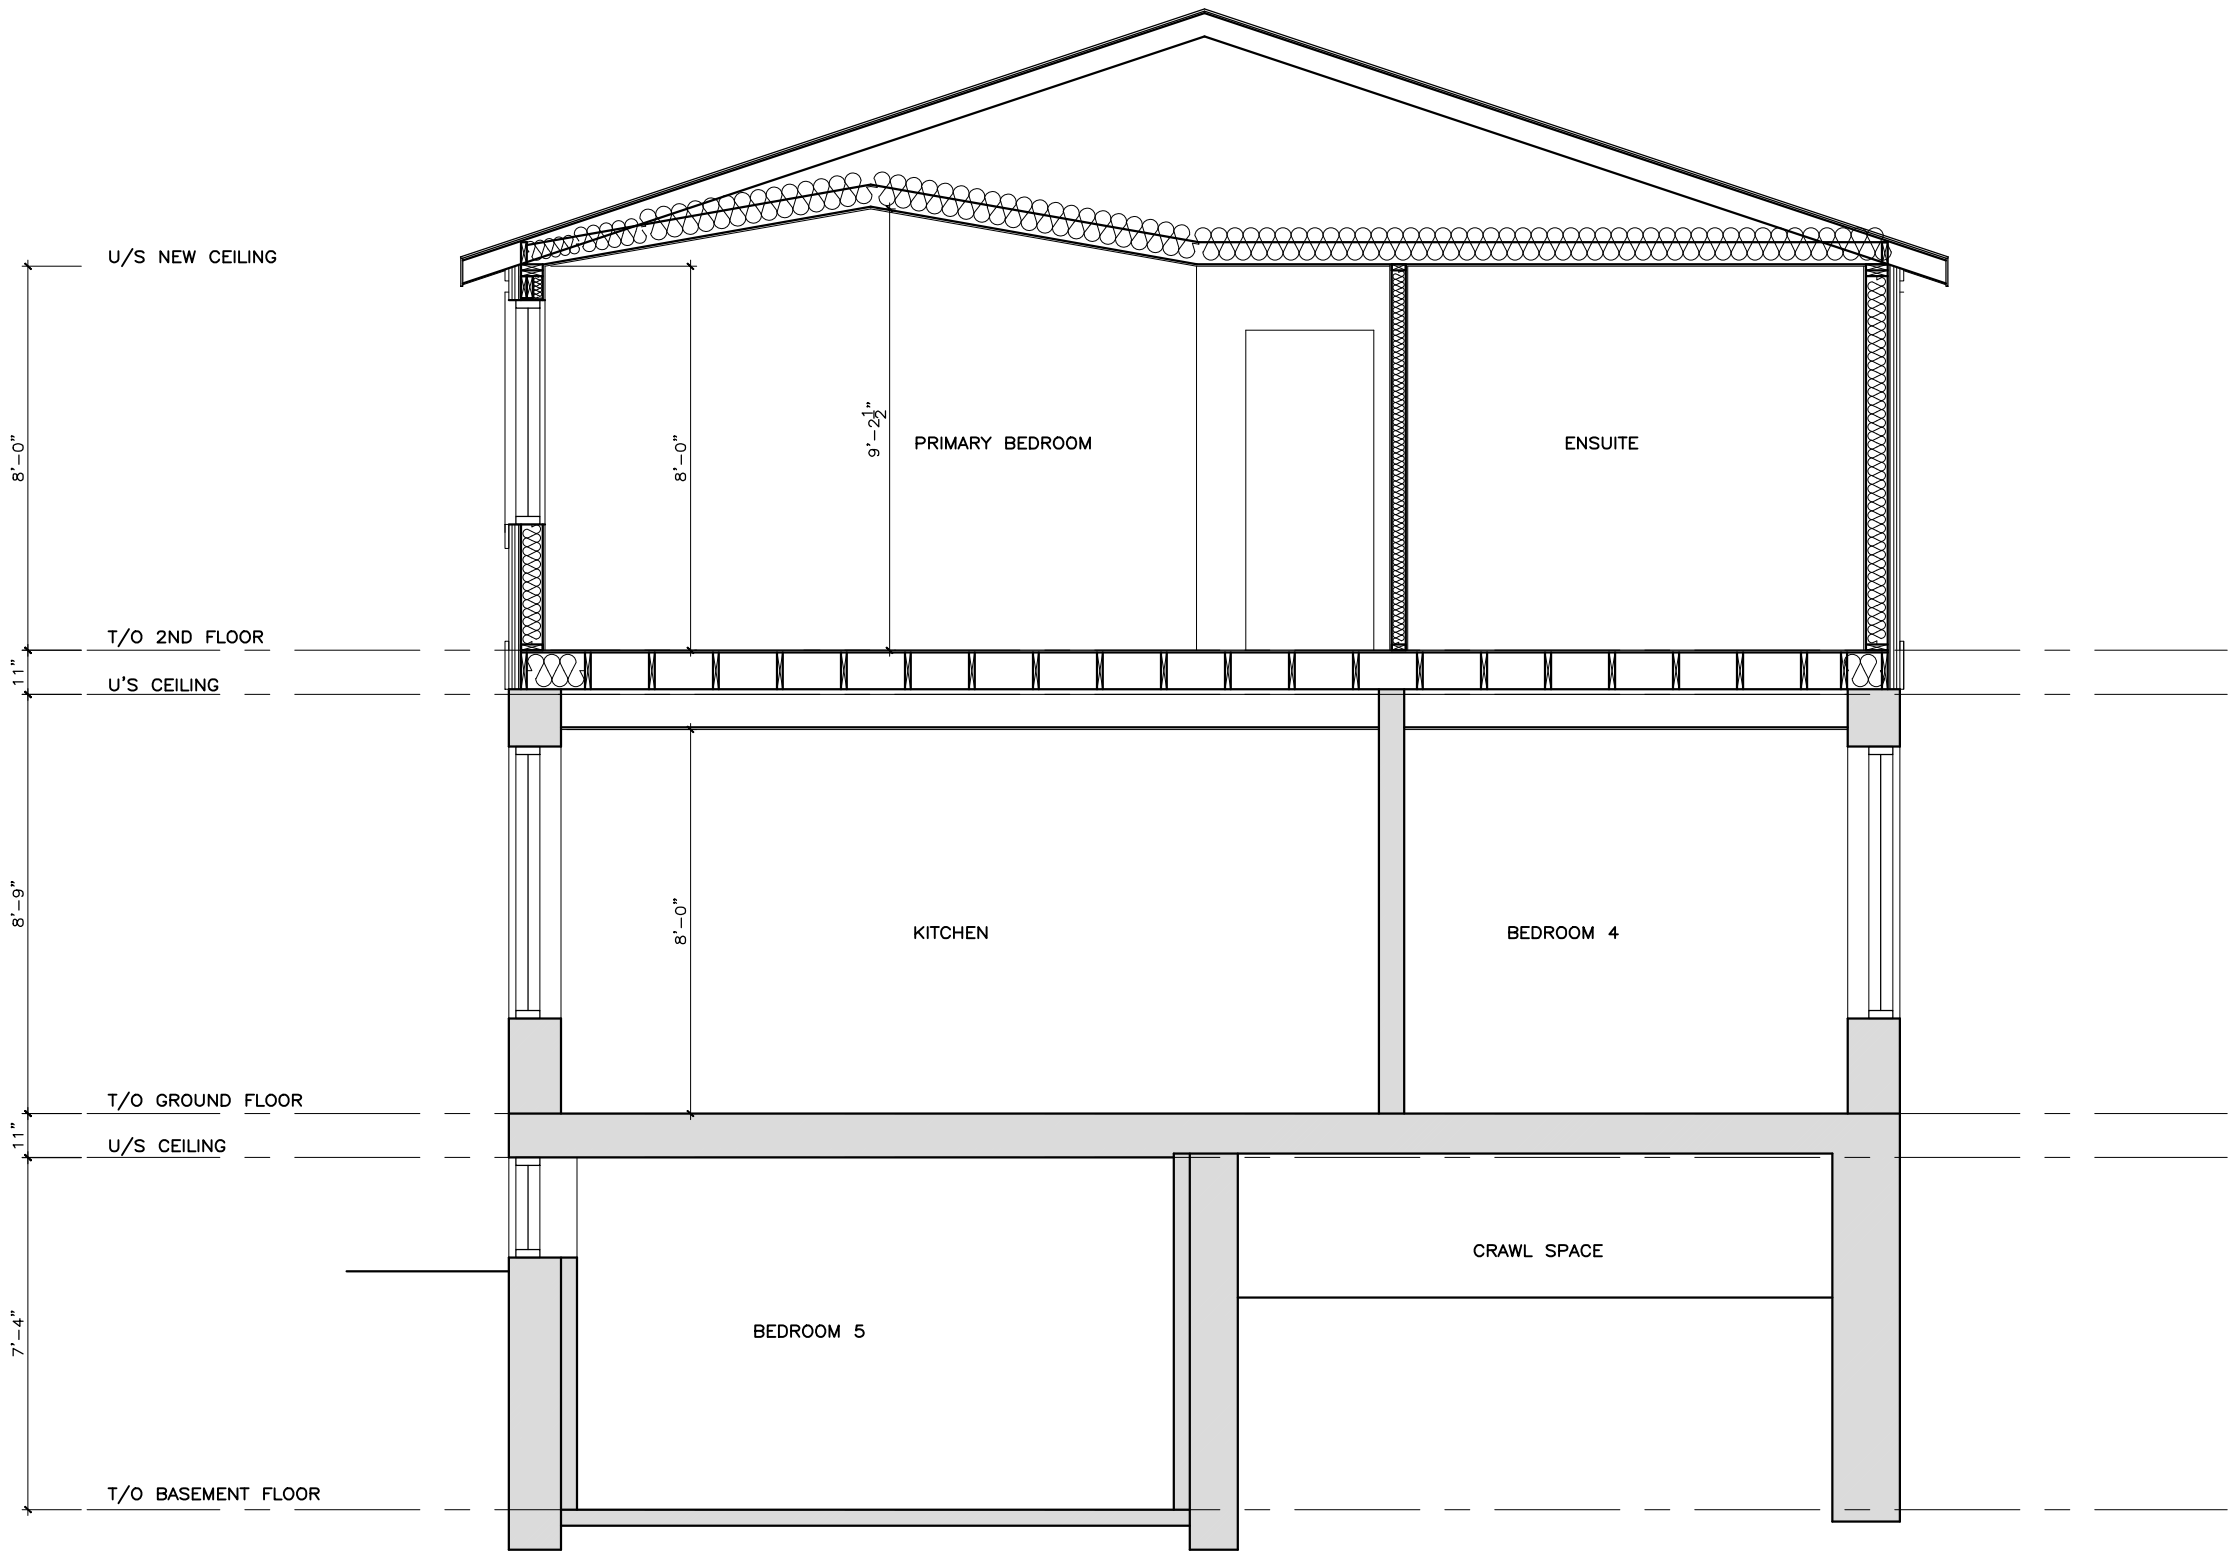 U/S NEW CEILING
8'-0"
8'-0"
9'-2½"
PRIMARY BEDROOM
ENSUITE
T/O 2ND FLOOR
11"
U'S CEILING
8'-9"
8'-0"
KITCHEN
BEDROOM 4
T/O GROUND FLOOR
11"
U/S CEILING
CRAWL SPACE
7'-4"
BEDROOM 5
T/O BASEMENT FLOOR